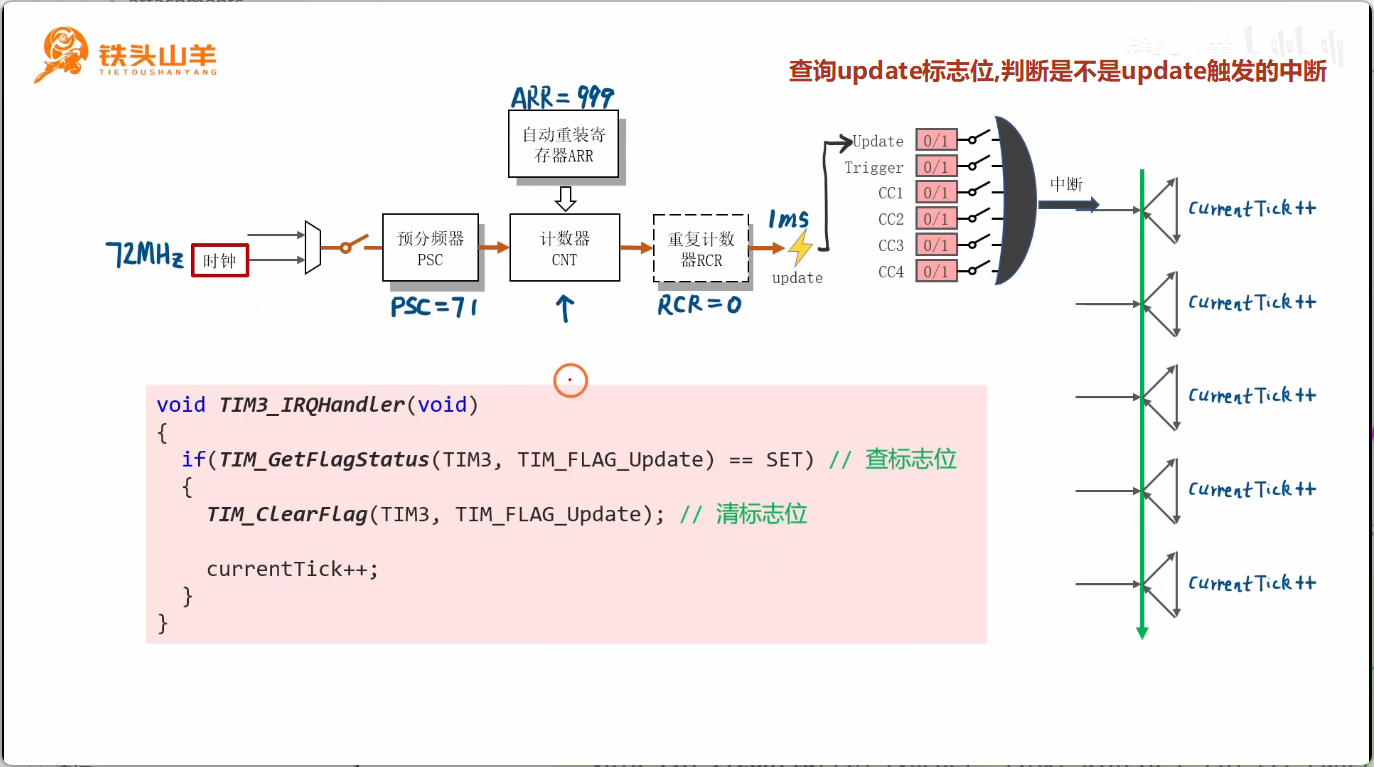 铁头山羊
TIETOUSHANYANG
查询update标志位,判断是不是update触发的中断
ARR=999
自动重装寄
存器ARR
72MHz
时钟
预分频器
PSC
PSC=71
计数器
CNT
重复计数
器RCR
RCR=0
1ms
update
Update 0/1
Trigger 0/1
CC1 0/1
CC2 0/1
CC3 0/1
CC4 0/1
中断
CurrentTick++
CurrentTick++
CurrentTick++
CurrentTick++
CurrentTick++
void TIM3_IRQHandler(void)
{
if(TIM_GetFlagStatus(TIM3, TIM_FLAG_Update) == SET) // 查标志位
{
TIM_ClearFlag(TIM3, TIM_FLAG_Update); // 清标志位
currentTick++;
}
}